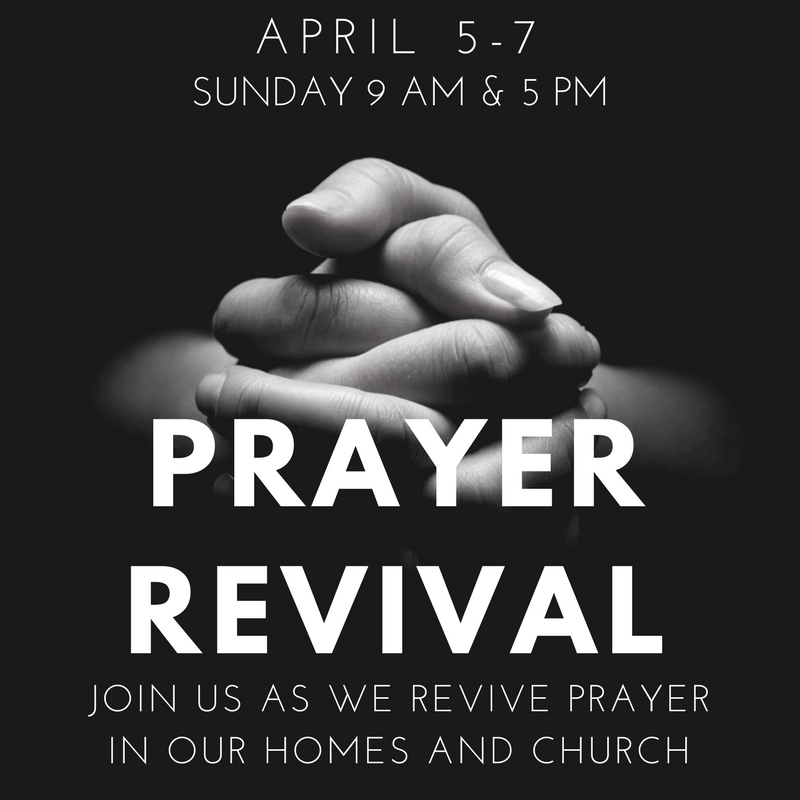 APRIL 5-7
SUNDAY 9 AM & 5 PM
PRAYER
REVIVAL
JOIN US AS WE REVIVE PRAYER
IN OUR HOMES AND CHURCH